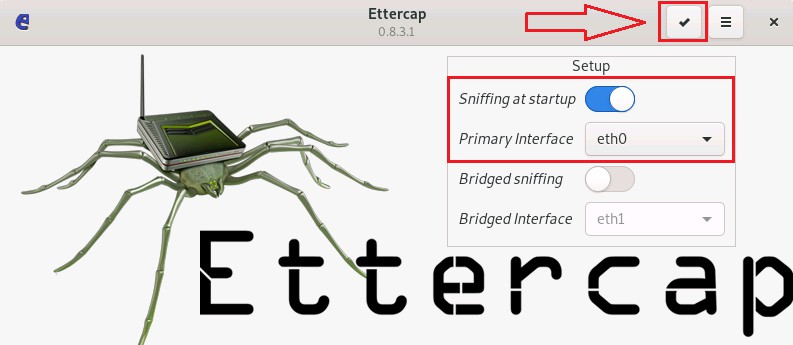 Ettercap
0.8.3.1
Setup
Sniffing at startup
Primary Interface eth0
Bridged sniffing
Bridged Interface eth1
Ettercap